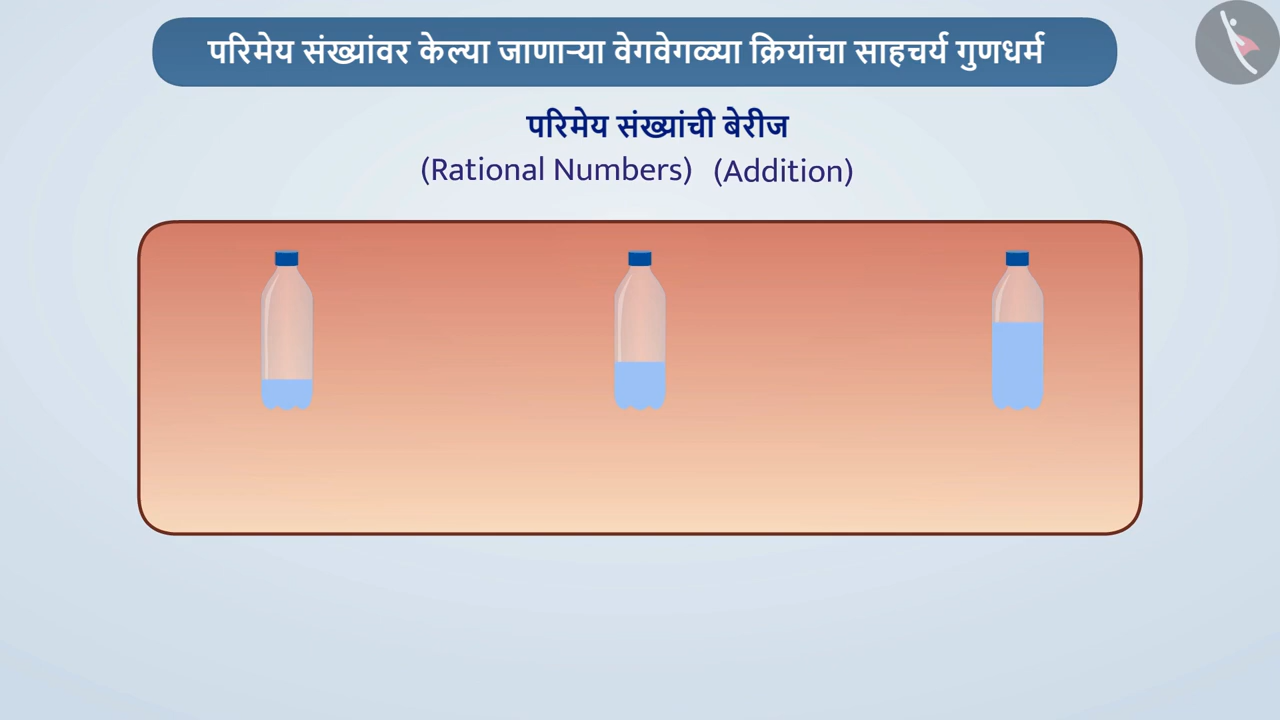 परिमेय संख्यांवर केल्या जाणाऱ्या वेगवेगळ्या क्रियांचा साहचर्य गुणधर्म
परिमेय संख्यांची बेरीज
(Rational Numbers) (Addition)